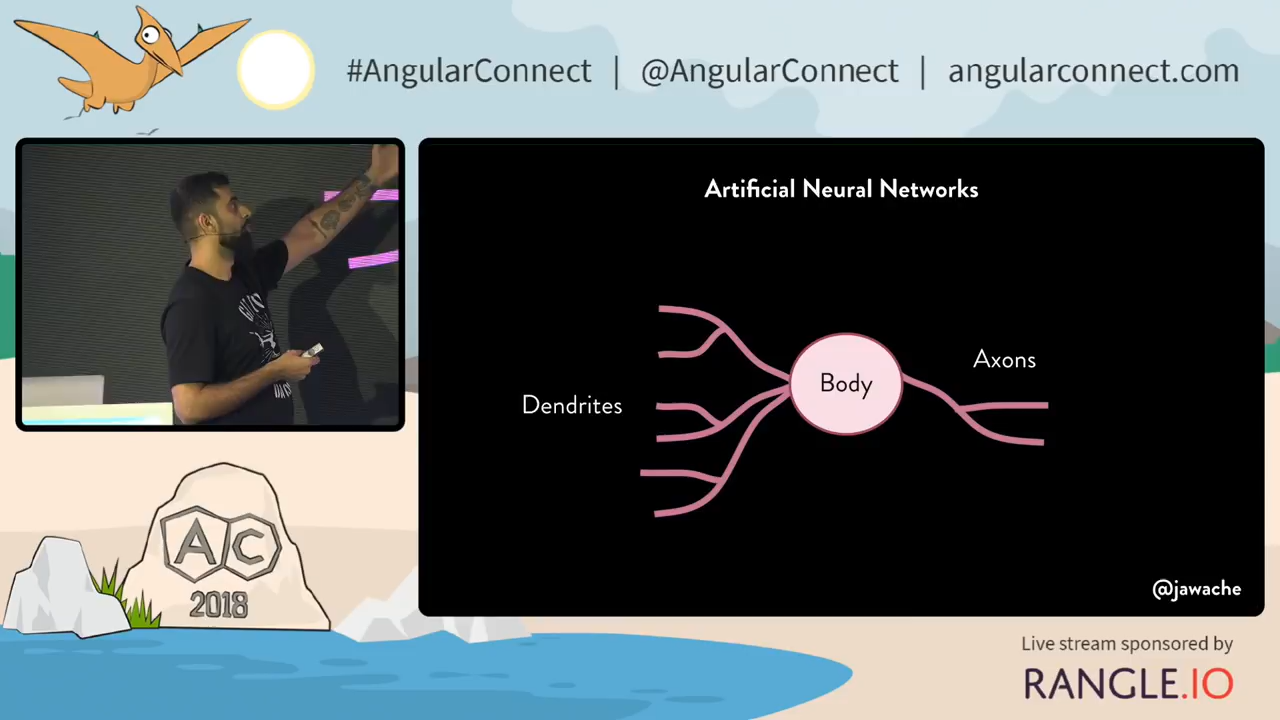 #AngularConnect | @AngularConnect | angularconnect.com
Artificial Neural Networks
Dendrites
Body
Axons
@jawache
AC
2018
Live stream sponsored by
RANGLE.IO